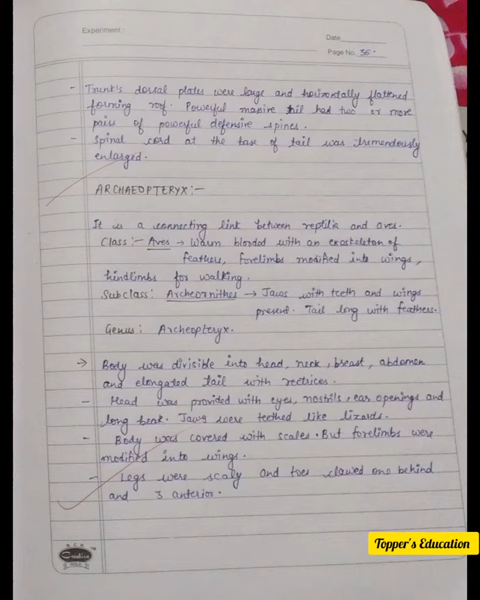 Experiment
Date
Page No. 36.
- Trunk's dorsal plates were large and horizontally flattened
forming roof. Powerful massive tail had two or more
pairs of powerful defensive spines.
- Spinal cord at the base of tail was tremendously
enlarged.
ARCHAEOPTERYX:-
It is a connecting link between reptilia and aves.
Class:- Aves → Warm blooded with an exoskeleton of
feathers, forelimbs modified into wings,
hindlimbs for walking.
Subclass: Archeornithes → Jaws with teeth and wings
present. Tail long with feathers.
Genus: Archeopteryx.
→ Body was divisible into head, neck, breast, abdomen
and elongated tail with rectrices.
- Head was provided with eyes, nostrils, ear openings and
long beak. Jaws were teethed like lizards.
- Body was covered with scales. But forelimbs were
modified into wings.
- Legs were scaly and toes clawed one behind
and 3 anterior.
Creative
Topper's Education